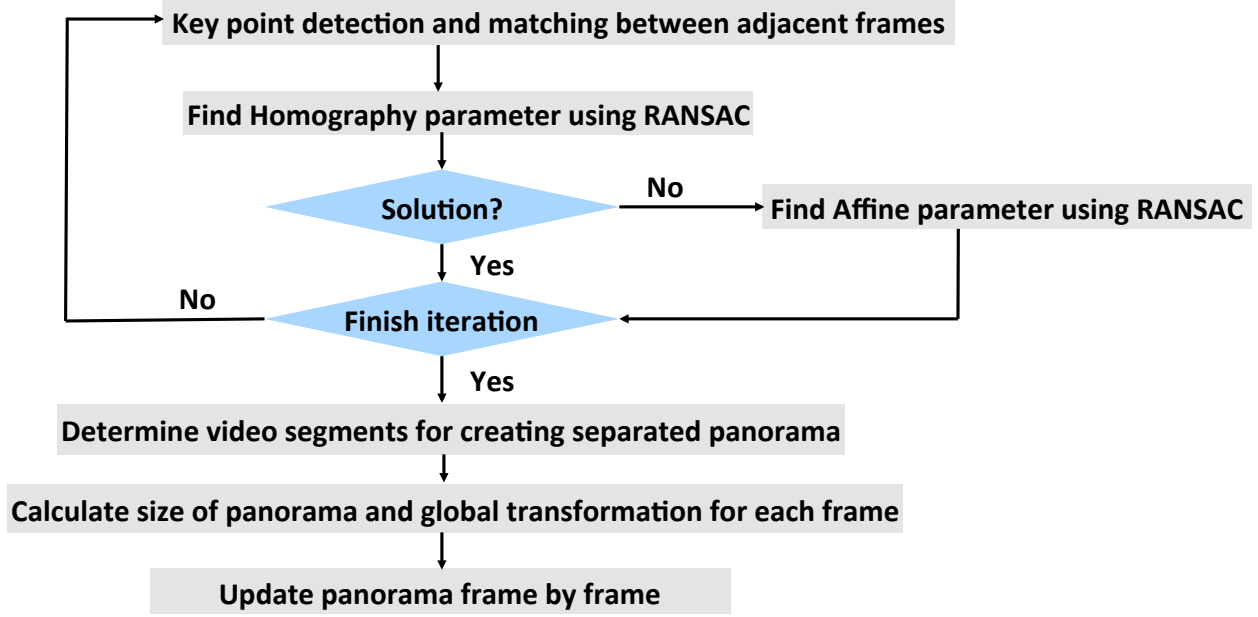 Key point detection and matching between adjacent frames
Find Homography parameter using RANSAC
Solution?
No
Find Affine parameter using RANSAC
Yes
No
Finish iteration
Yes
Determine video segments for creating separated panorama
Calculate size of panorama and global transformation for each frame
Update panorama frame by frame